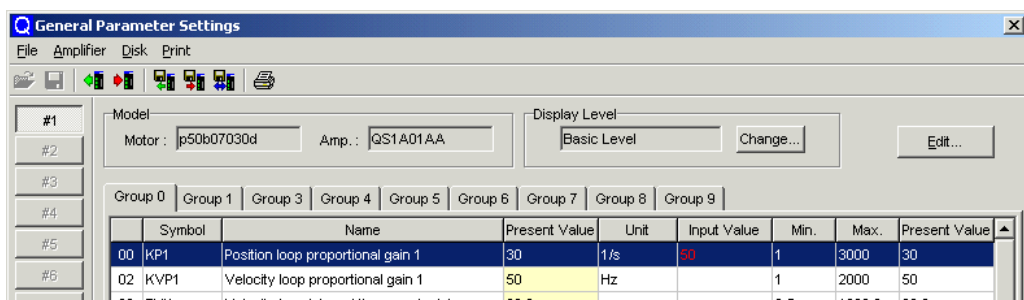 Q General Parameter Settings
File Amplifier Disk Print
#1
#2
#3
#4
#5
#6
Model
Motor : p50b07030d Amp. : QS1A01AA
Display Level
Basic Level Change...
Edit...
Group 0 Group 1 Group 3 Group 4 Group 5 Group 6 Group 7 Group 8 Group 9
Symbol Name Present Value Unit Input Value Min. Max. Present Value
00 KP1 Position loop proportional gain 1 30 1/s 50 1 3000 30
02 KVP1 Velocity loop proportional gain 1 50 Hz 1 2000 50